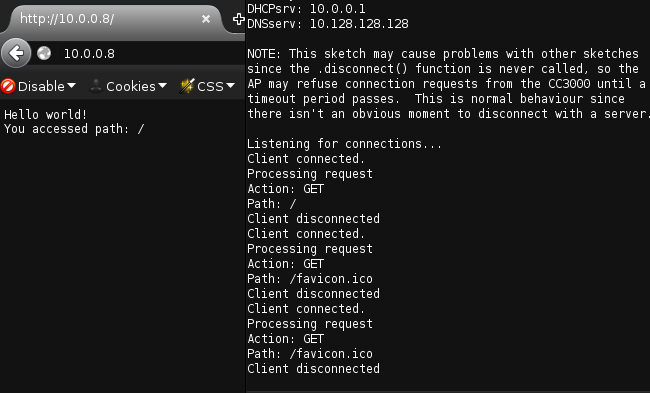 http://10.0.0.8/
10.0.0.8
Disable
Cookies
CSS
Hello world!
You accessed path: /
DHCPsrv: 10.0.0.1
DNSserv: 10.128.128.128
NOTE: This sketch may cause problems with other sketches
since the .disconnect() function is never called, so the
AP may refuse connection requests from the CC3000 until a
timeout period passes.  This is normal behaviour since
there isn't an obvious moment to disconnect with a server.
Listening for connections...
Client connected.
Processing request
Action: GET
Path: /
Client disconnected
Client connected.
Processing request
Action: GET
Path: /favicon.ico
Client disconnected
Client connected.
Processing request
Action: GET
Path: /favicon.ico
Client disconnected